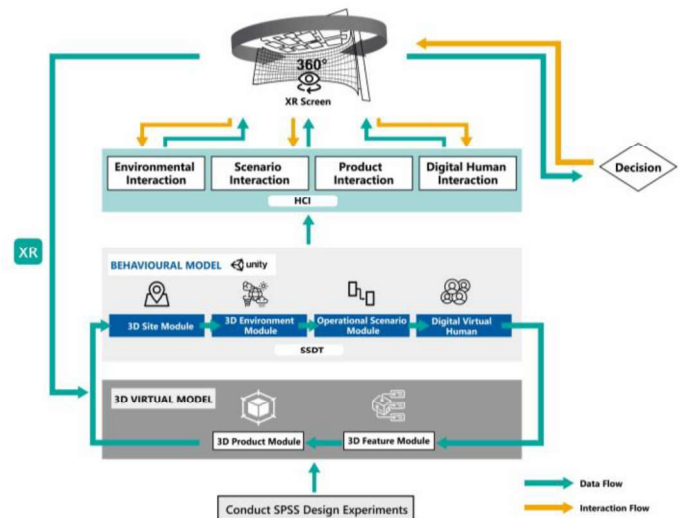 360°
XR Screen
Environmental
Interaction
Scenario
Interaction
Product
Interaction
Digital Human
Interaction
HCI
Decision
XR
BEHAVIOURAL MODEL
unity
3D Site Module
3D Environment
Module
Operational Scenario
Module
Digital Virtual
Human
SSDT
3D VIRTUAL MODEL
3D Product Module
3D Feature Module
Conduct SPSS Design Experiments
Data Flow
Interaction Flow